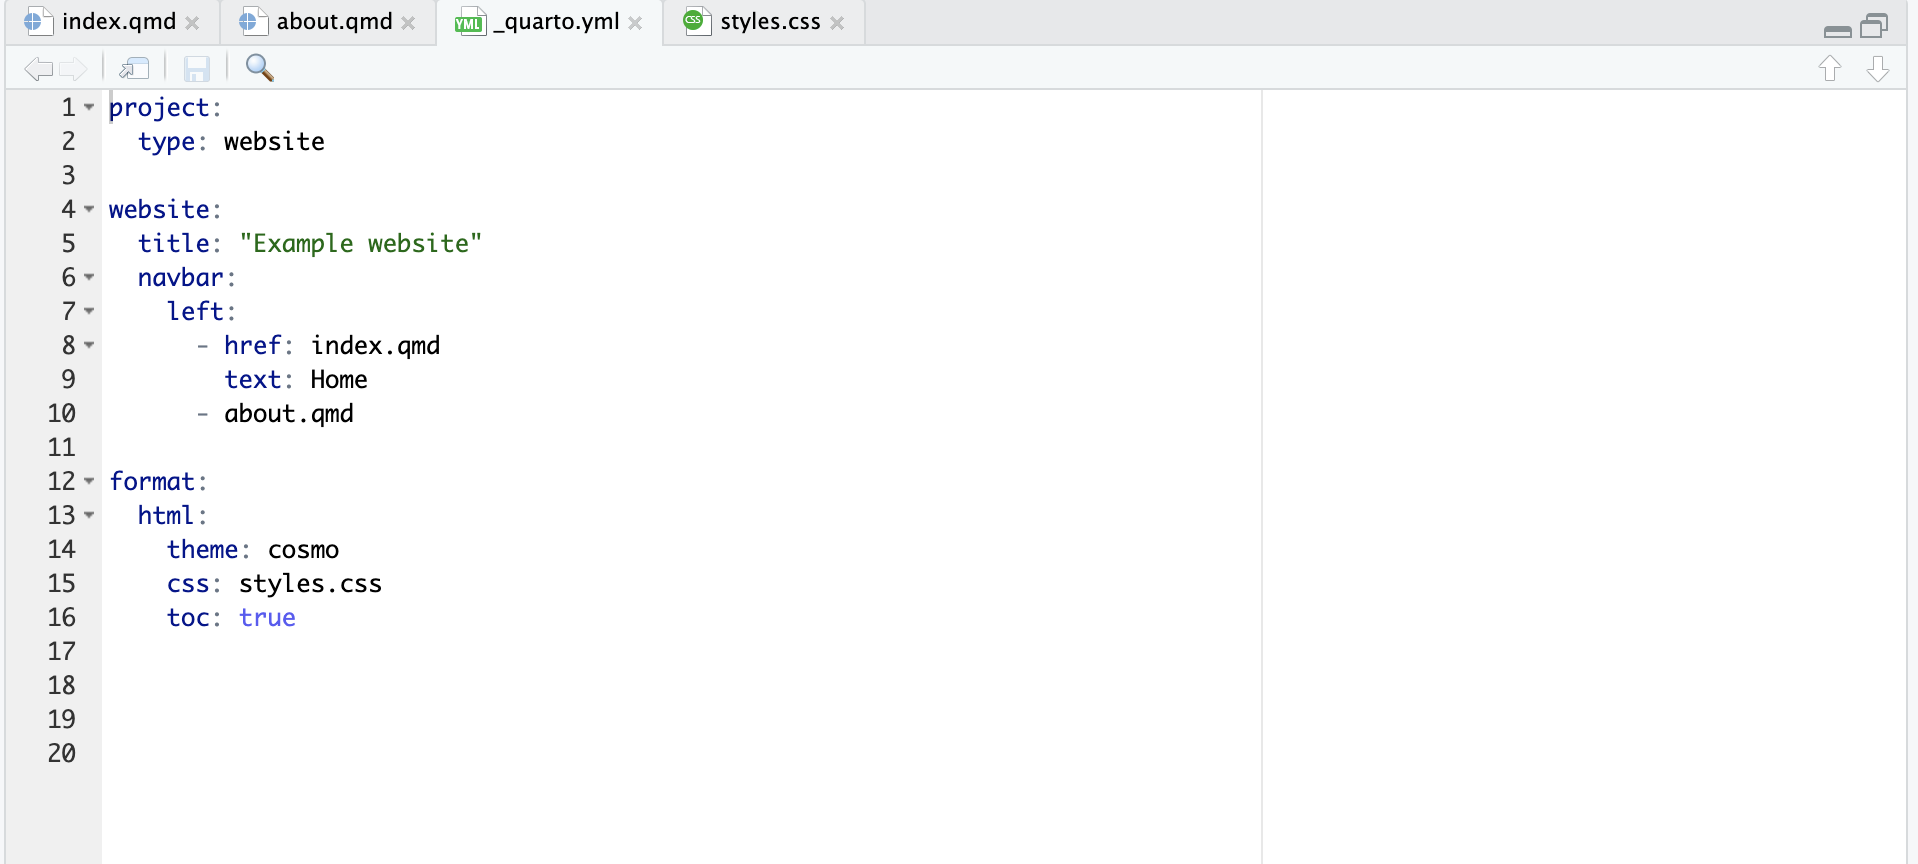 index.qmd about.qmd YML _quarto.yml CSS styles.css
1 project:
2   type: website
3
4 website:
5   title: "Example website"
6   navbar:
7     left:
8       - href: index.qmd
9         text: Home
10       - about.qmd
11
12 format:
13   html:
14     theme: cosmo
15     css: styles.css
16     toc: true
17
18
19
20